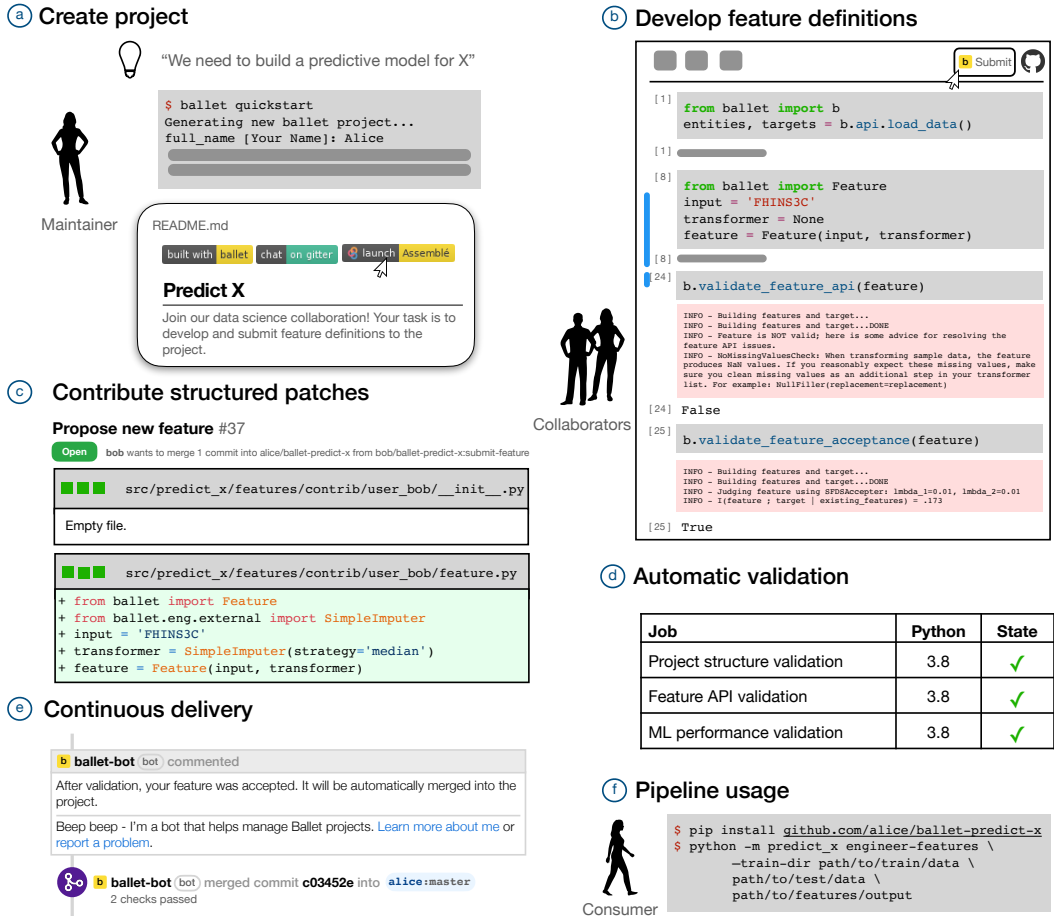 a Create project
“We need to build a predictive model for X”
$ ballet quickstart
Generating new ballet project...
full_name [Your Name]: Alice
Maintainer
README.md
built with ballet chat on gitter launch Assemblé
Predict X
Join our data science collaboration! Your task is to
develop and submit feature definitions to the
project.
b Develop feature definitions
b Submit
[1]
from ballet import b
entities, targets = b.api.load_data()
[1]
[8]
from ballet import Feature
input = 'FHINS3C'
transformer = None
feature = Feature(input, transformer)
[8]
[24]
b.validate_feature_api(feature)
INFO - Building features and target...
INFO - Building features and target...DONE
INFO - Feature is NOT valid; here is some advice for resolving the
feature API issues.
INFO - NoMissingValuesCheck: When transforming sample data, the feature
produces NaN values. If you reasonably expect these missing values, make
sure you clean missing values as an additional step in your transformer
list. For example: NullFiller(replacement=replacement)
[24] False
[25]
b.validate_feature_acceptance(feature)
INFO - Building features and target...
INFO - Building features and target...DONE
INFO - Judging feature using SFDSAccepter: lmbda_1=0.01, lmbda_2=0.01
INFO - I(feature ; target | existing_features) = .173
[25] True
Collaborators
c Contribute structured patches
Propose new feature #37
Open bob wants to merge 1 commit into alice/ballet-predict-x from bob/ballet-predict-x:submit-feature
src/predict_x/features/contrib/user_bob/__init__.py
Empty file.
src/predict_x/features/contrib/user_bob/feature.py
+ from ballet import Feature
+ from ballet.eng.external import SimpleImputer
+ input = 'FHINS3C'
+ transformer = SimpleImputer(strategy='median')
+ feature = Feature(input, transformer)
d Automatic validation
Job Python State
Project structure validation 3.8 ✓
Feature API validation 3.8 ✓
ML performance validation 3.8 ✓
e Continuous delivery
b ballet-bot bot commented
After validation, your feature was accepted. It will be automatically merged into the
project.
Beep beep - I’m a bot that helps manage Ballet projects. Learn more about me or
report a problem.
b ballet-bot bot merged commit c03452e into alice:master
2 checks passed
f Pipeline usage
$ pip install github.com/alice/ballet-predict-x
$ python -m predict_x engineer-features \
—train-dir path/to/train/data \
path/to/test/data \
path/to/features/output
Consumer